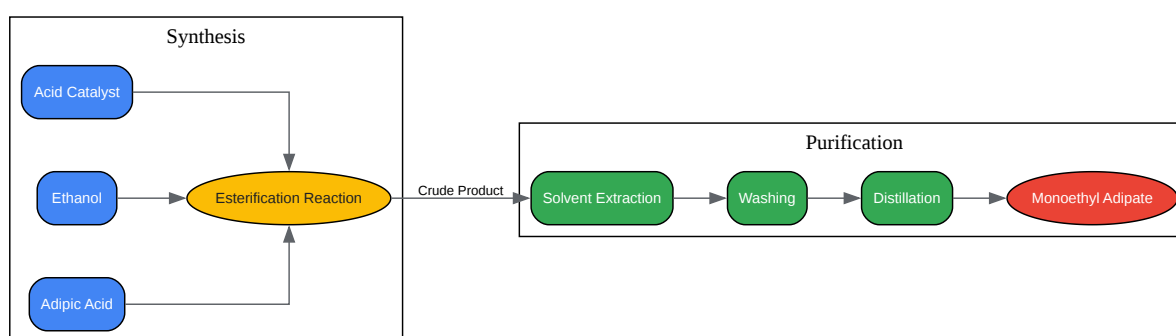 Synthesis
Acid Catalyst
Ethanol
Adipic Acid
Esterification Reaction
Crude Product
Purification
Solvent Extraction
Washing
Distillation
Monoethyl Adipate